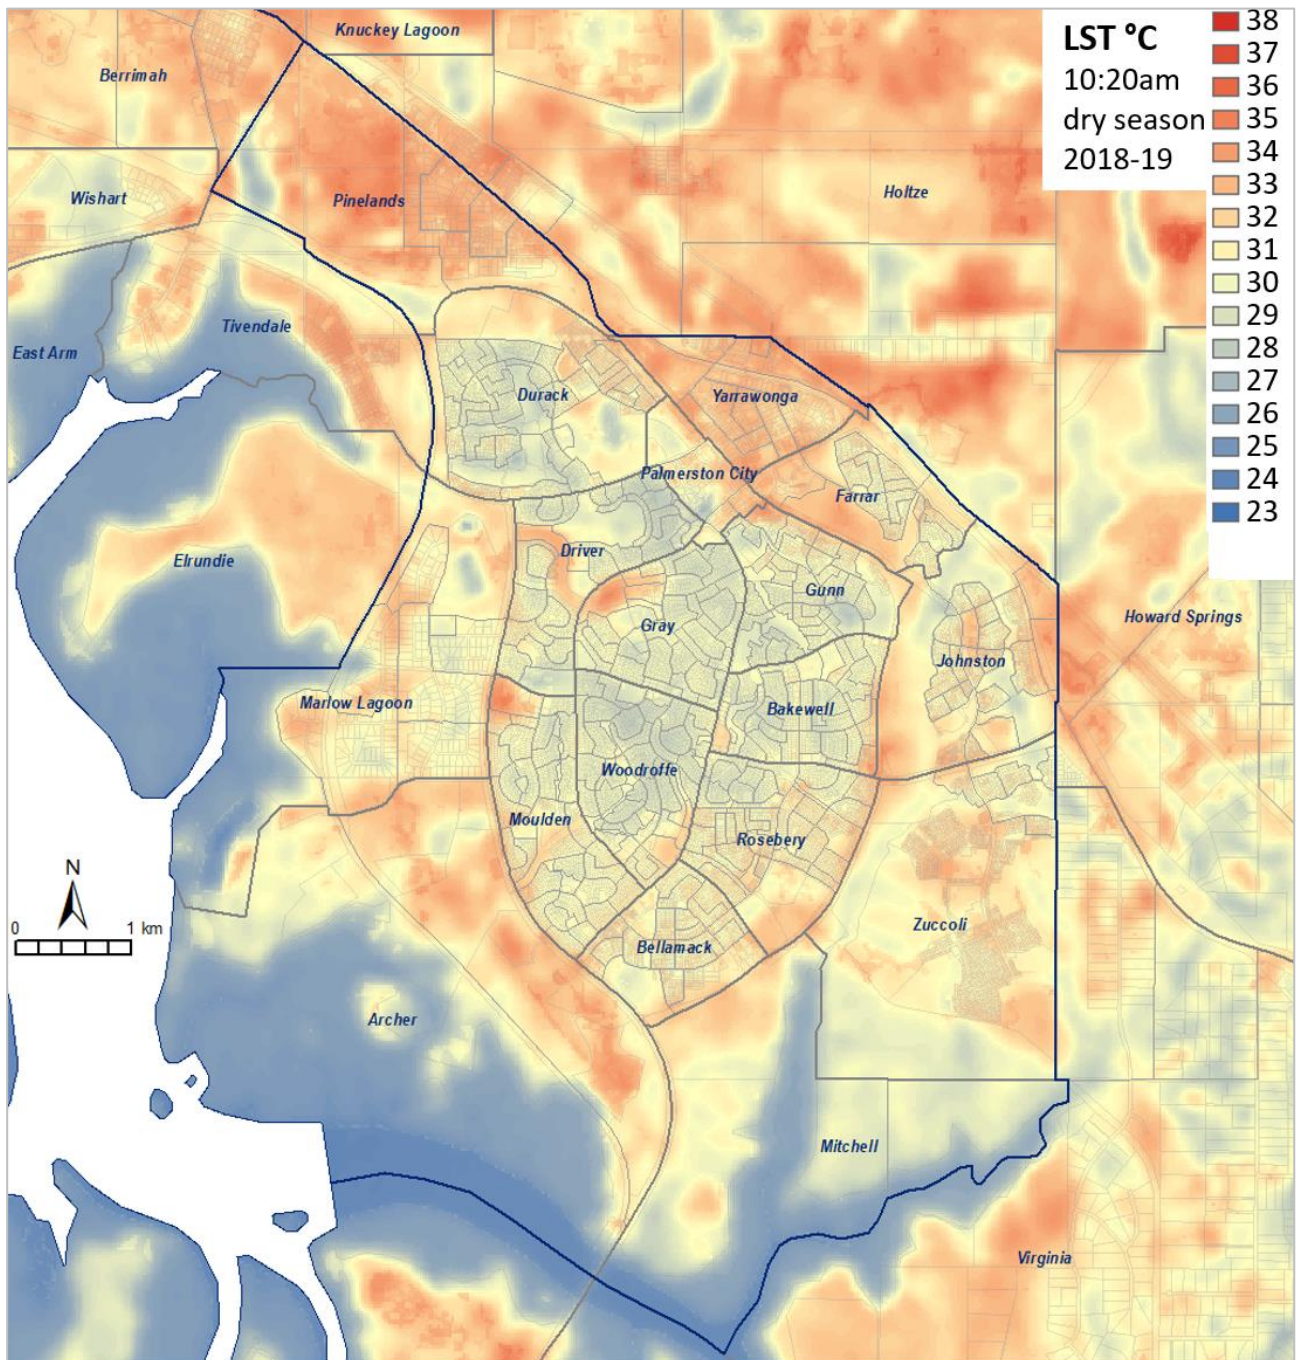 Knuckey Lagoon
Berrimah
LST °C
10:20am
dry season
2018-19
38
37
36
35
34
33
32
31
30
29
28
27
26
25
24
23
Wishart
Pinelands
Holtze
Tivendale
East Arm
Durack
Yarrawonga
Palmerston City
Farrar
Driver
Elrundie
Gunn
Gray
Howard Springs
Johnston
Marlow Lagoon
Bakewell
Woodroffe
Moulden
Rosebery
N
0 1 km
Zuccoli
Bellamack
Archer
Mitchell
Virginia